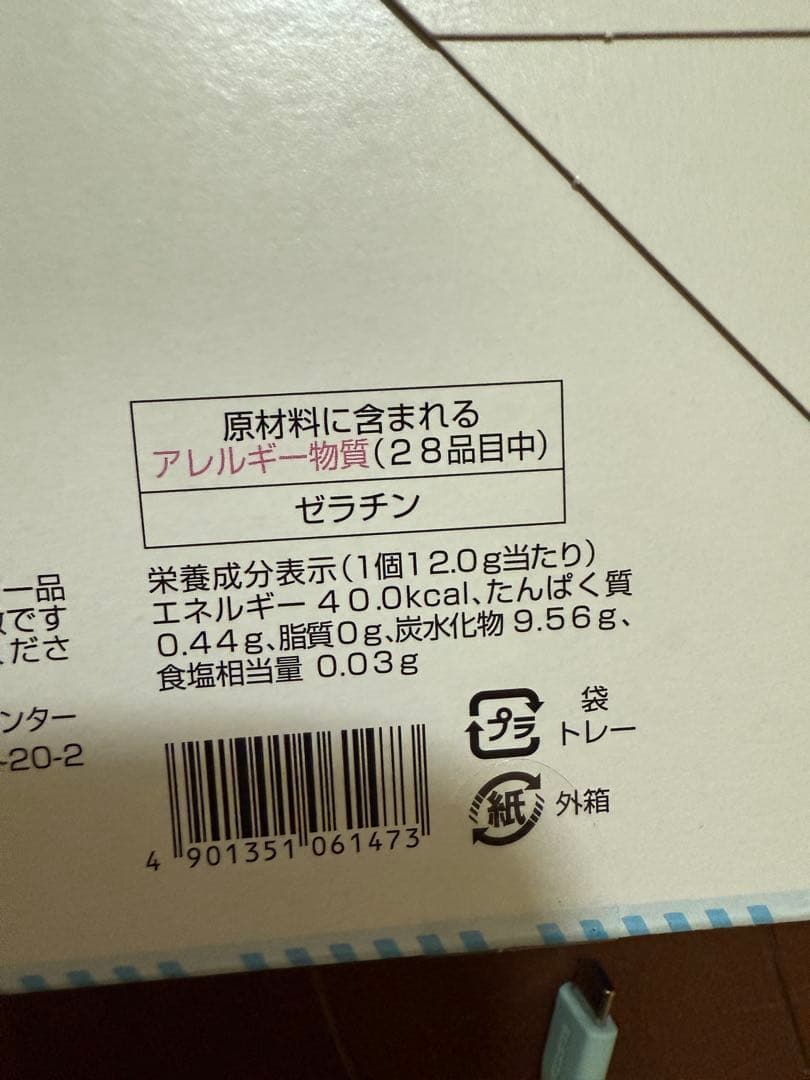 原材料に含まれる
アレルギー物質(28品目中)
ゼラチン
栄養成分表示(1個12.0g当たり)
エネルギー 40.0kcal、たんぱく質
0.44g、脂質0g、炭水化物 9.56g、
食塩相当量 0.03g
一品
です
ださ
ンター
-20-2
プラ
袋
トレー
紙
外箱
4 901351 061473